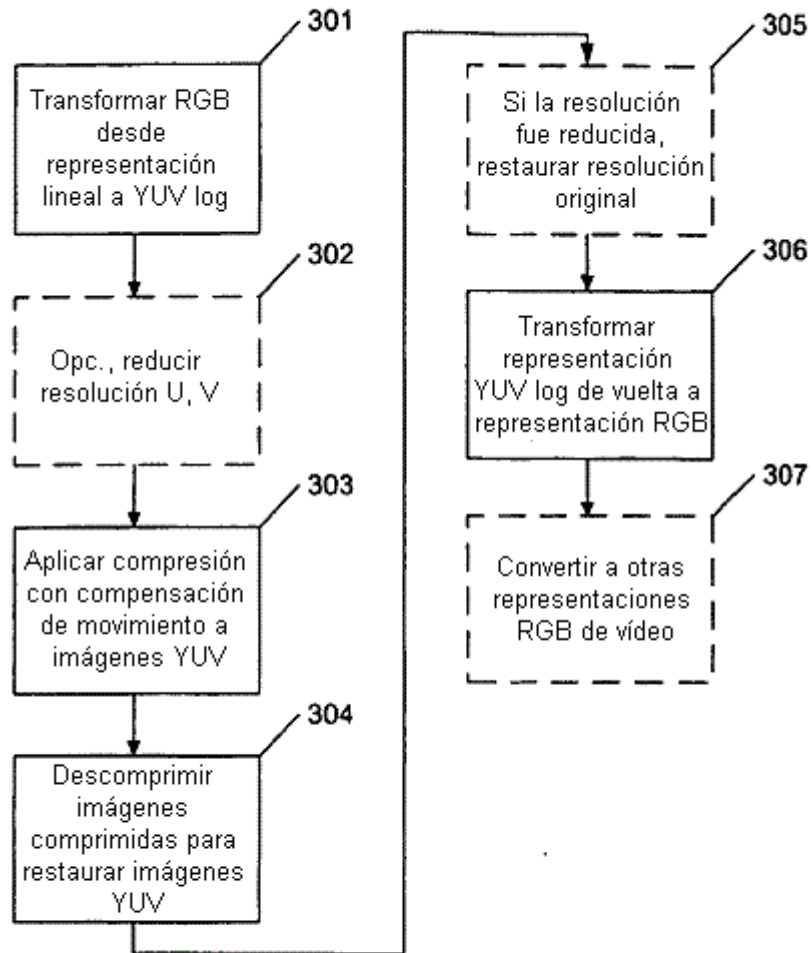 301
Transformar RGB
desde
representación
lineal a YUV log
302
Opc., reducir
resolución U, V
303
Aplicar compresión
con compensación
de movimiento a
imágenes YUV
304
Descomprimir
imágenes
comprimidas para
restaurar imágenes
YUV
305
Si la resolución
fue reducida,
restaurar resolución
original
306
Transformar
representación
YUV log de vuelta a
representación RGB
307
Convertir a otras
representaciones
RGB de vídeo